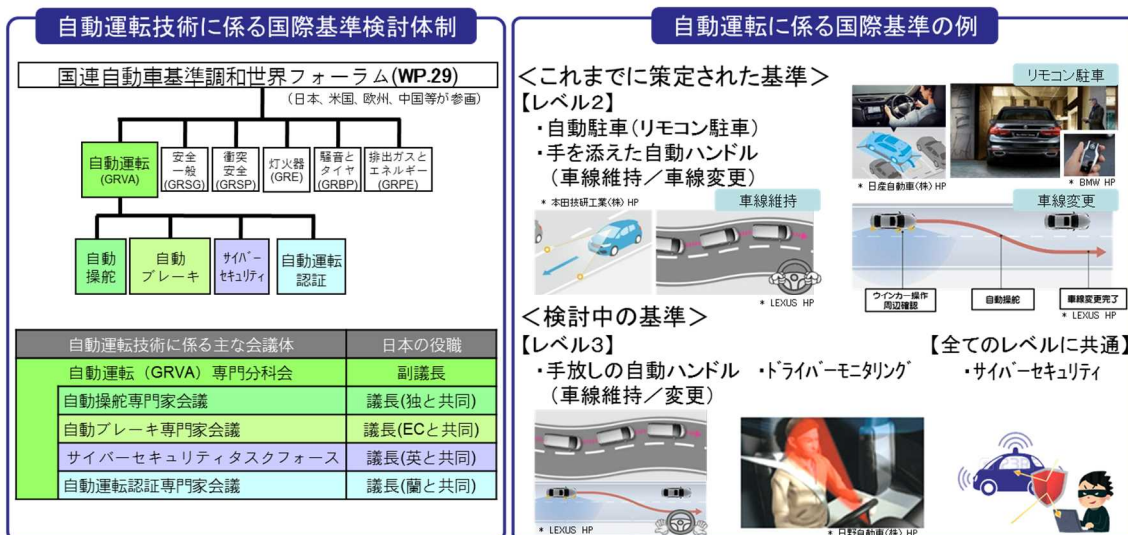 自動運転技術に係る国際基準検討体制
国連自動車基準調和世界フォーラム(WP.29)
(日本、米国、欧州、中国等が参画)
自動運転
(GRVA)
安全
一般
(GRSG)
衝突
安全
(GRSP)
灯火器
(GRE)
騒音と
タイヤ
(GRBP)
排出ガスと
エネルギー
(GRPE)
自動
操舵
自動
ブレーキ
サイバー
セキュリティ
自動運転
認証
自動運転技術に係る主な会議体
日本の役職
自動運転(GRVA)専門分科会
副議長
自動操舵専門家会議
議長(独と共同)
自動ブレーキ専門家会議
議長(ECと共同)
サイバーセキュリティタスクフォース
議長(英と共同)
自動運転認証専門家会議
議長(蘭と共同)
自動運転に係る国際基準の例
<これまでに策定された基準>
【レベル2】
・自動駐車(リモコン駐車)
・手を添えた自動ハンドル
(車線維持/車線変更)
リモコン駐車
* 日産自動車(株) HP
* BMW HP
* 本田技研工業(株) HP
車線維持
* LEXUS HP
車線変更
ウインカー操作
周辺確認
自動操舵
車線変更完了
* LEXUS HP
<検討中の基準>
【レベル3】
・手放しの自動ハンドル
(車線維持/変更)
・ドライバーモニタリング
【全てのレベルに共通】
・サイバーセキュリティ
* LEXUS HP
* 日野自動車(株) HP